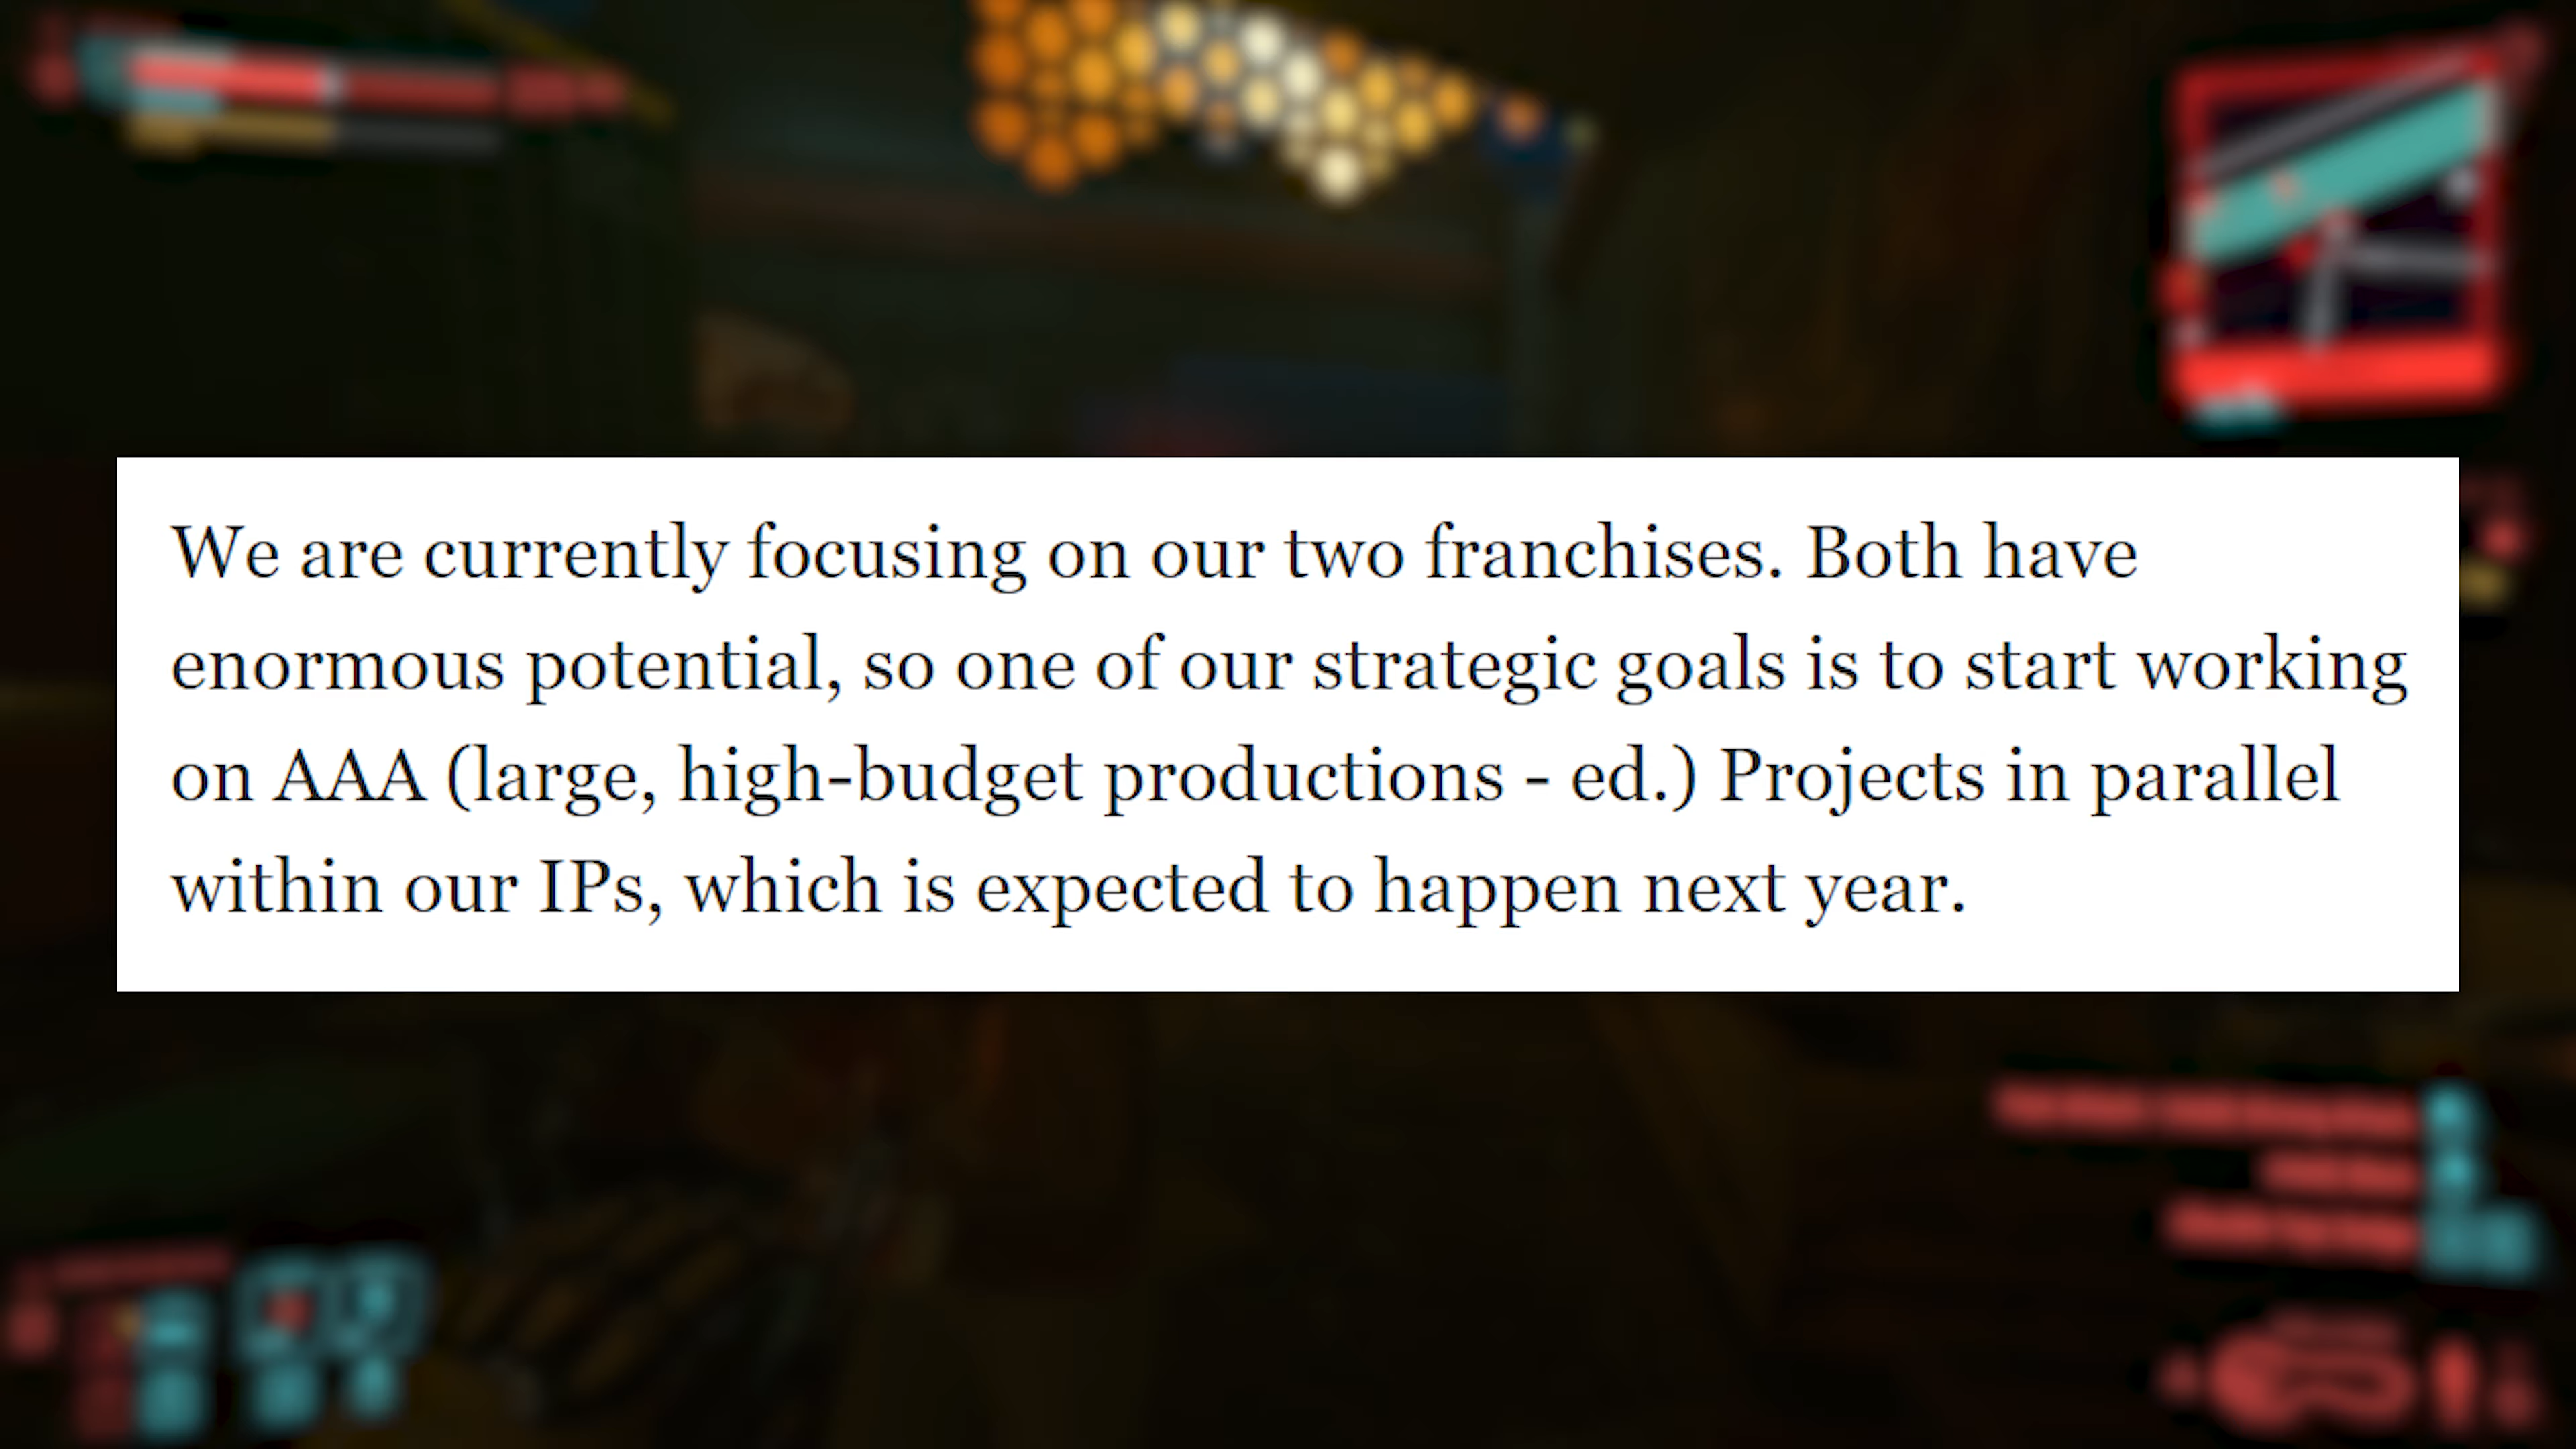 We are currently focusing on our two franchises. Both have
enormous potential, so one of our strategic goals is to start working
on AAA (large, high-budget productions - ed.) Projects in parallel
within our IPs, which is expected to happen next year.